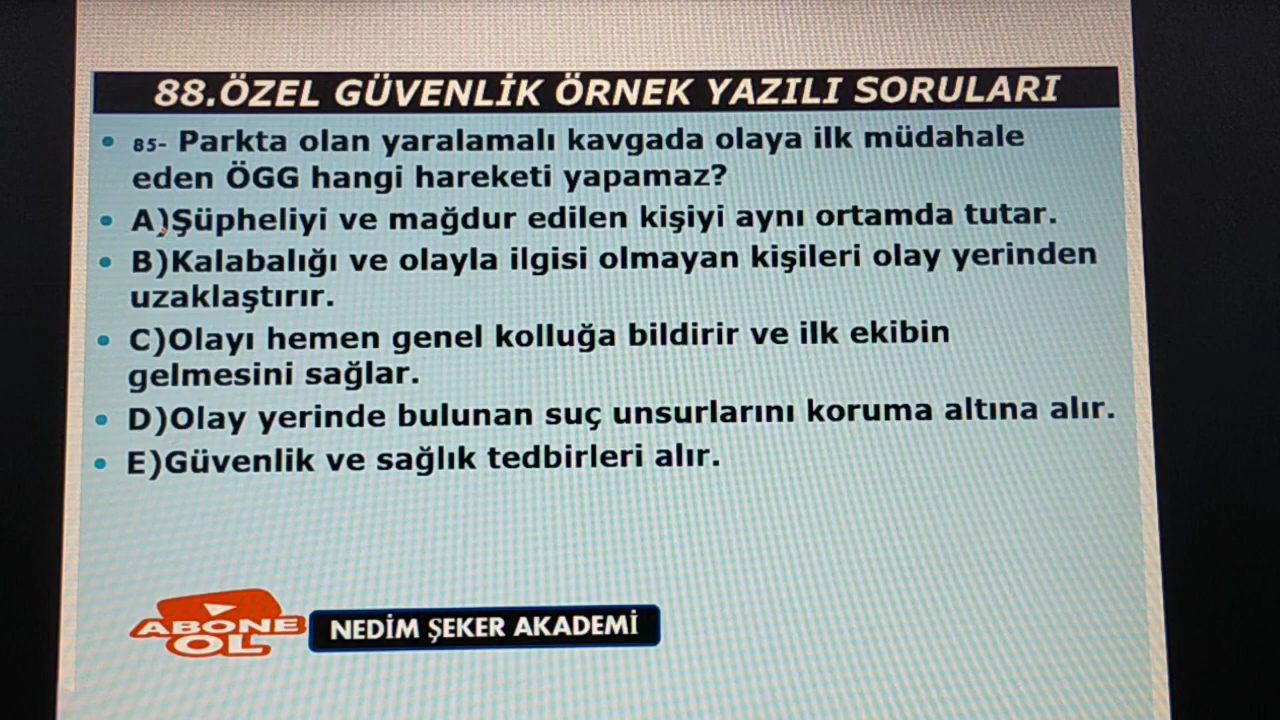 88.ÖZEL GÜVENLİK ÖRNEK YAZILI SORULARI
• 85- Parkta olan yaralamalı kavgada olaya ilk müdahale
eden ÖGG hangi hareketi yapamaz?
• A)Şüpheliyi ve mağdur edilen kişiyi aynı ortamda tutar.
• B)Kalabalığı ve olayla ilgisi olmayan kişileri olay yerinden
uzaklaştırır.
• C)Olayı hemen genel kolluğa bildirir ve ilk ekibin
gelmesini sağlar.
• D)Olay yerinde bulunan suç unsurlarını koruma altına alır.
• E)Güvenlik ve sağlık tedbirleri alır.
ABONE
OL
NEDİM ŞEKER AKADEMİ